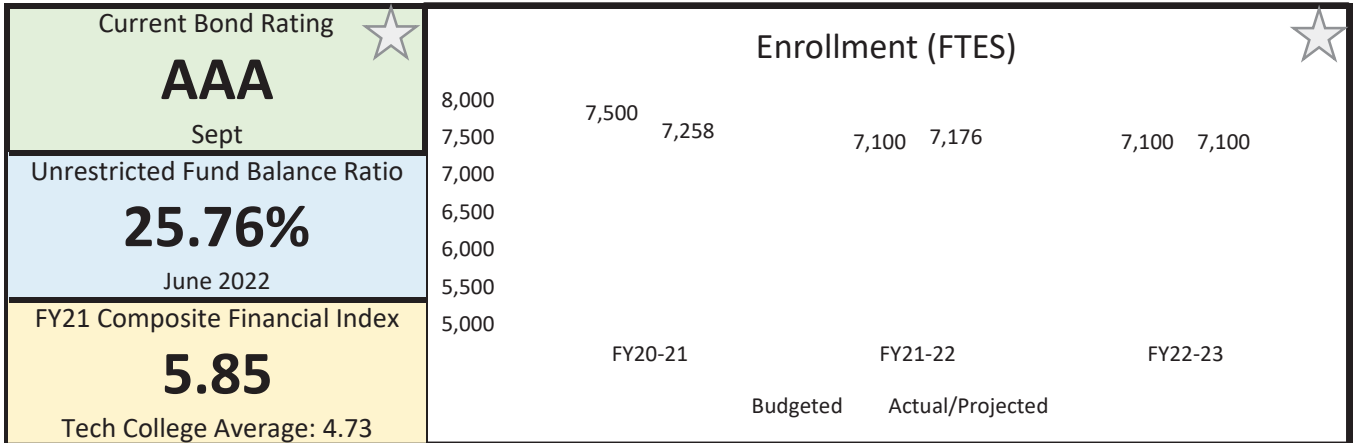 Current Bond Rating
AAA
Sept
Unrestricted Fund Balance Ratio
25.76%
June 2022
FY21 Composite Financial Index
5.85
Tech College Average: 4.73
Enrollment (FTES)
8,000
7,500
7,000
6,500
6,000
5,500
5,000
7,500 7,258
7,100 7,176
7,100 7,100
FY20-21 FY21-22 FY22-23
Budgeted Actual/Projected